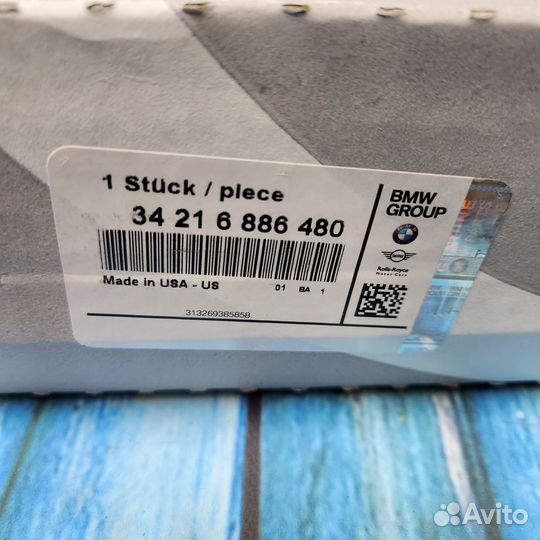 1 Stück / piece
34 21 6 886 480
Made in USA - US 01 BA 1
313269385858
BMW
GROUP
MINI
Rolls-Royce
Motor Cars
Avito